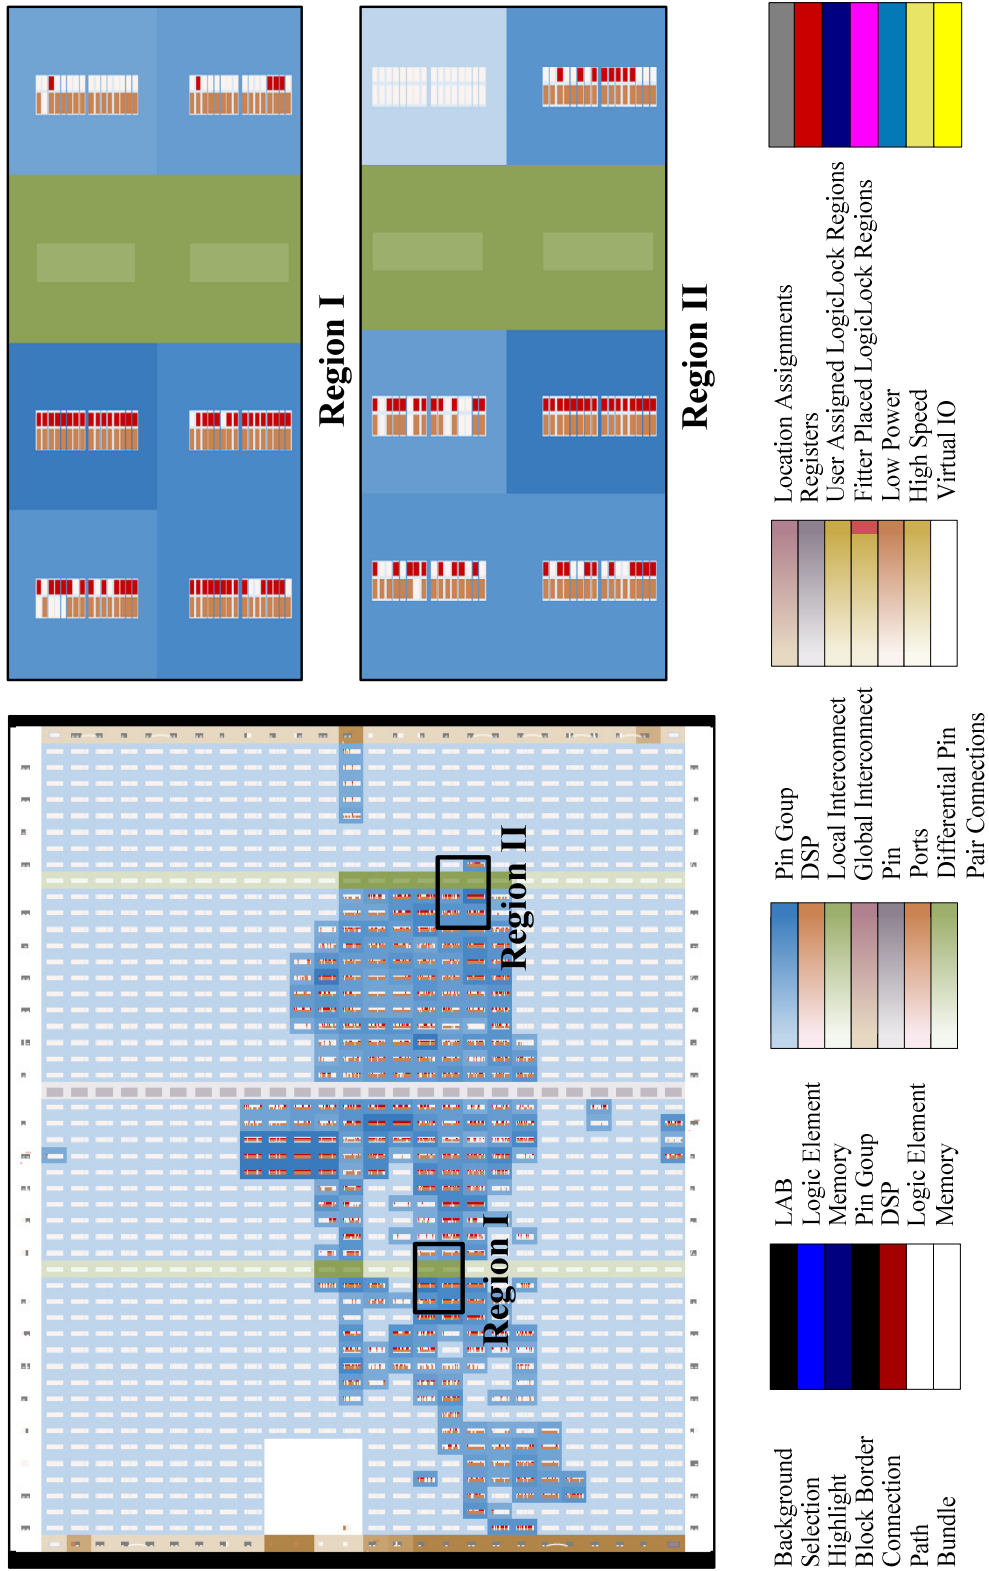 Region I
Region II
Region I
Region II
Background
Selection
Highlight
Block Border
Connection
Path
Bundle
LAB
Logic Element
Memory
Pin Goup
DSP
Logic Element
Memory
Pin Goup
DSP
Local Interconnect
Global Interconnect
Pin
Ports
Differential Pin
Pair Connections
Location Assignments
Registers
User Assigned LogicLock Regions
Fitter Placed LogicLock Regions
Low Power
High Speed
Virtual IO